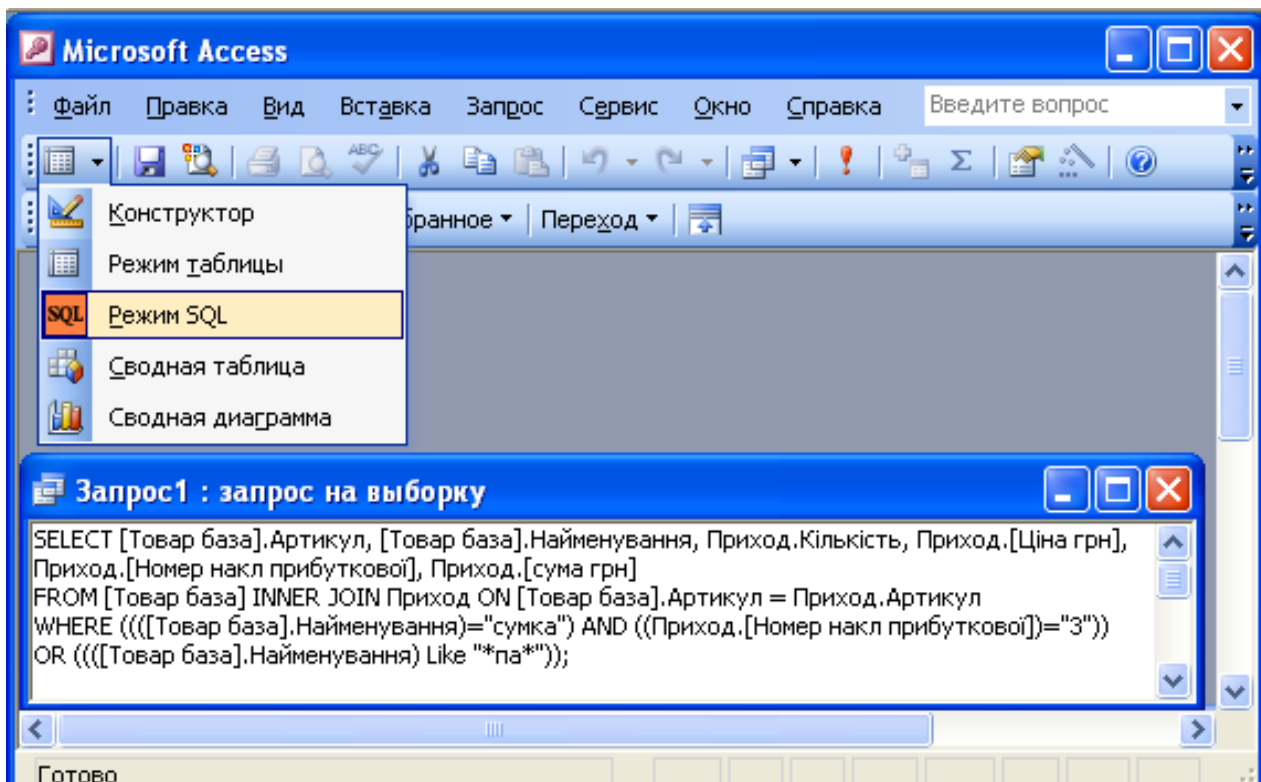 Microsoft Access
Файл Правка Вид Вставка Запрос Сервис Окно Справка Введите вопрос
ABC Σ
Конструктор
бранное Переход
Режим таблицы
SQL Режим SQL
Сводная таблица
Сводная диаграмма
Запрос1 : запрос на выборку
SELECT [Товар база].Артикул, [Товар база].Найменування, Приход.Кількість, Приход.[Ціна грн],
Приход.[Номер накл прибуткової], Приход.[сума грн]
FROM [Товар база] INNER JOIN Приход ON [Товар база].Артикул = Приход.Артикул
WHERE ((([Товар база].Найменування)="сумка") AND ((Приход.[Номер накл прибуткової])="3"))
OR ((([Товар база].Найменування) Like "*па*"));
Готово